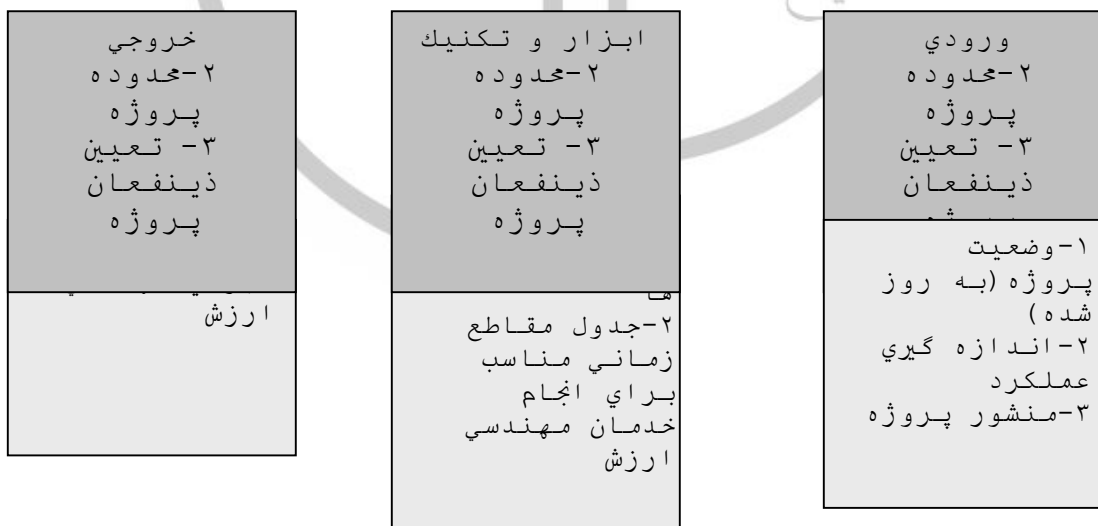 ورودي
۲-محدوده
پروژه
۳- تعيين
ذينفعان
۱-وضعيت
پروژه (به روز
شده)
۲-اندازه گيري
عملكرد
۳-منشور پروژه
ابزار و تكنيك
۲-محدوده
پروژه
۳- تعيين
ذينفعان
پروژه
ها
۲-جدول مقاطع
زماني مناسب
براي انجام
خدمان مهندسي
ارزش
خروجي
۲-محدوده
پروژه
۳- تعيين
ذينفعان
پروژه
ارزش